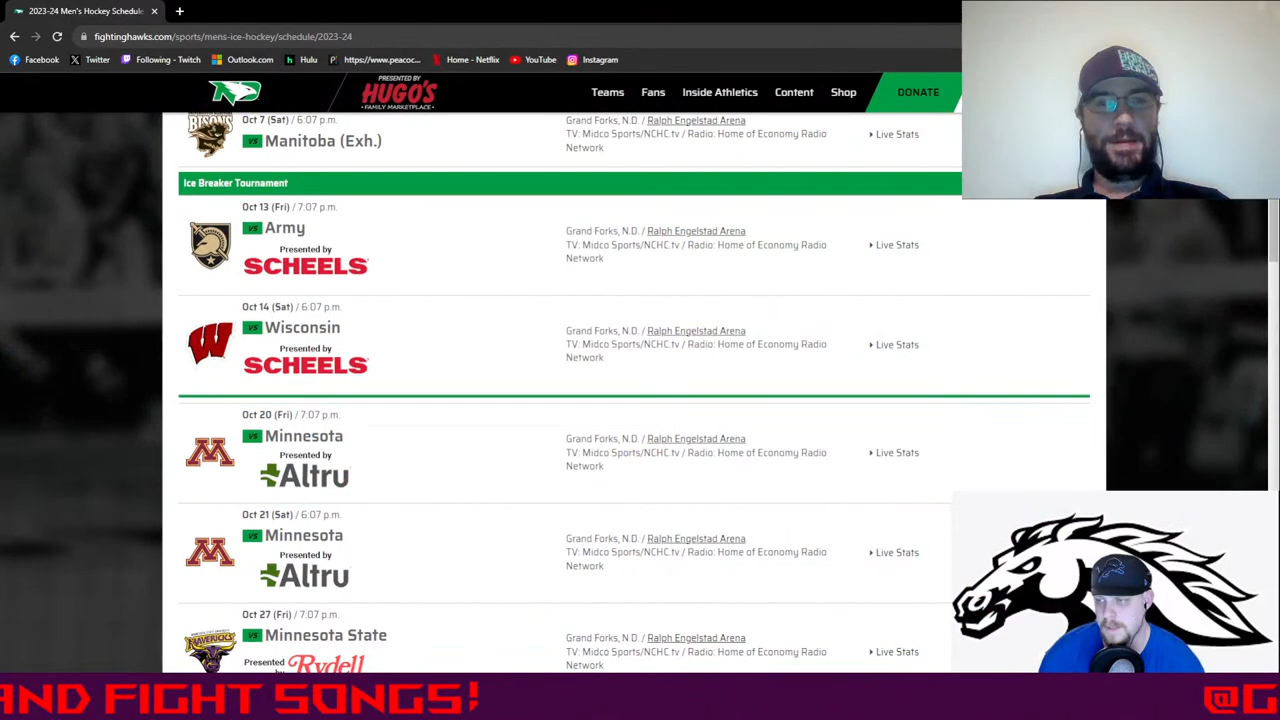 2023-24 Men's Hockey Schedule
fightinghawks.com/sports/mens-ice-hockey/schedule/2023-24
Facebook Twitter Following - Twitch Outlook.com Hulu https://www.peacoc... Home - Netflix YouTube Instagram
PRESENTED BY
HUGO'S
FAMILY MARKETPLACE
Teams Fans Inside Athletics Content Shop DONATE
BISONS
Oct 7 (Sat) / 6:07 p.m.
VS Manitoba (Exh.)
Grand Forks, N.D. / Ralph Engelstad Arena
TV: Midco Sports/NCHC.tv / Radio: Home of Economy Radio
Network
Live Stats
Ice Breaker Tournament
Oct 13 (Fri) / 7:07 p.m.
VS Army
Presented by
SCHEELS
Grand Forks, N.D. / Ralph Engelstad Arena
TV: Midco Sports/NCHC.tv / Radio: Home of Economy Radio
Network
Live Stats
Oct 14 (Sat) / 6:07 p.m.
W
VS Wisconsin
Presented by
SCHEELS
Grand Forks, N.D. / Ralph Engelstad Arena
TV: Midco Sports/NCHC.tv / Radio: Home of Economy Radio
Network
Live Stats
Oct 20 (Fri) / 7:07 p.m.
M
VS Minnesota
Presented by
Altru
Grand Forks, N.D. / Ralph Engelstad Arena
TV: Midco Sports/NCHC.tv / Radio: Home of Economy Radio
Network
Live Stats
Oct 21 (Sat) / 6:07 p.m.
M
VS Minnesota
Presented by
Altru
Grand Forks, N.D. / Ralph Engelstad Arena
TV: Midco Sports/NCHC.tv / Radio: Home of Economy Radio
Network
Live Stats
Oct 27 (Fri) / 7:07 p.m.
MAVERICKS
VS Minnesota State
Presented by
Rydell
Grand Forks, N.D. / Ralph Engelstad Arena
TV: Midco Sports/NCHC.tv / Radio: Home of Economy Radio
Network
Live Stats
AND FIGHT SONGS! @G